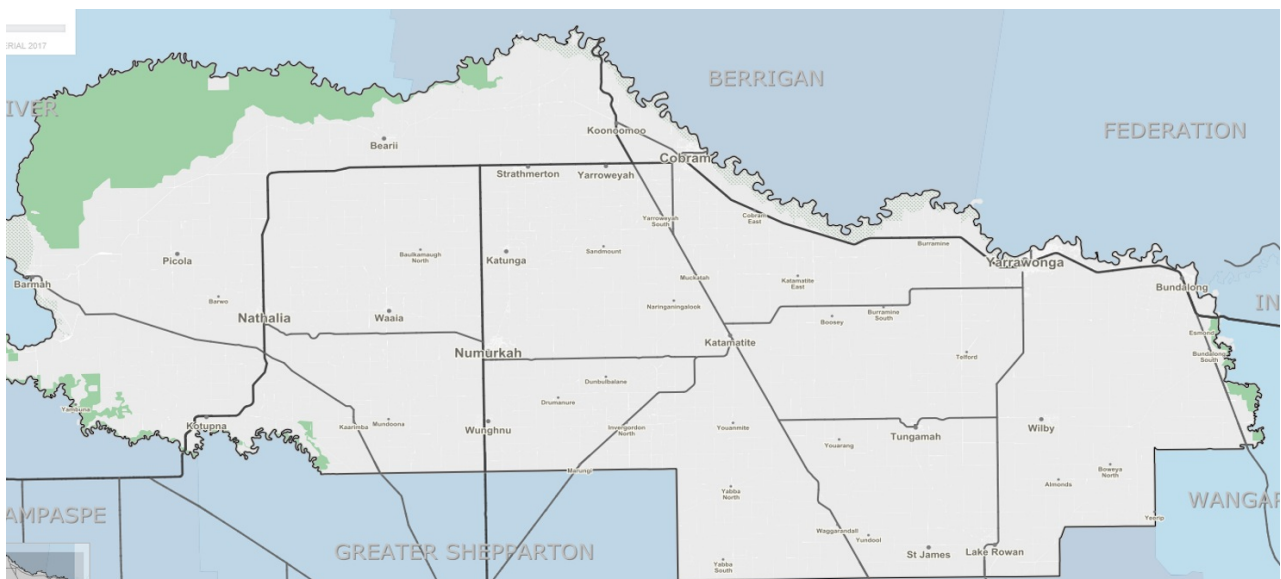 ERIAL 2017
BERRIGAN
IVER
FEDERATION
Koonoomoo
Bearii
Cobram
Strathmerton
Yarroweyah
Yarroweyah
South
Cobram
East
Burramine
Baulkamaugh
North
Sandmount
Picola
Katunga
Yarrawonga
Muckatah
Katamatite
East
Barmah
Bundalong
Barwo
Naringaningalook
IN
Nathalia
Waaia
Boosey
Burramine
South
Esmond
Katamatite
Numurkah
Bundalong
South
Telford
Dunbulbalane
Drumanure
Yambuna
Kotupna
Kaarimba
Mundoona
Wunghnu
Invergordon
North
Youanmite
Youarang
Tungamah
Wilby
Marungi
Boweya
North
Almonda
Yabba
North
WANGAR
AMPASPE
Yeerip
Waggarandall
Yundool
GREATER SHEPPARTON
St James
Lake Rowan
Yabba
South